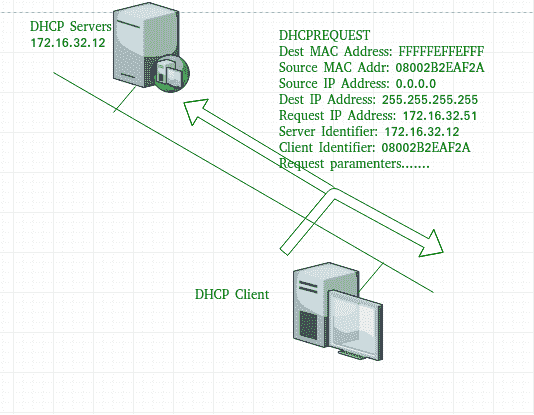 DHCP Servers
172.16.32.12
DHCPREQUEST
Dest MAC Address: FFFFFEFFEFFF
Source MAC Addr: 08002B2EAF2A
Source IP Address: 0.0.0.0
Dest IP Address: 255.255.255.255
Request IP Address: 172.16.32.51
Server Identifier: 172.16.32.12
Client Identifier: 08002B2EAF2A
Request paramenters.......
DHCP Client